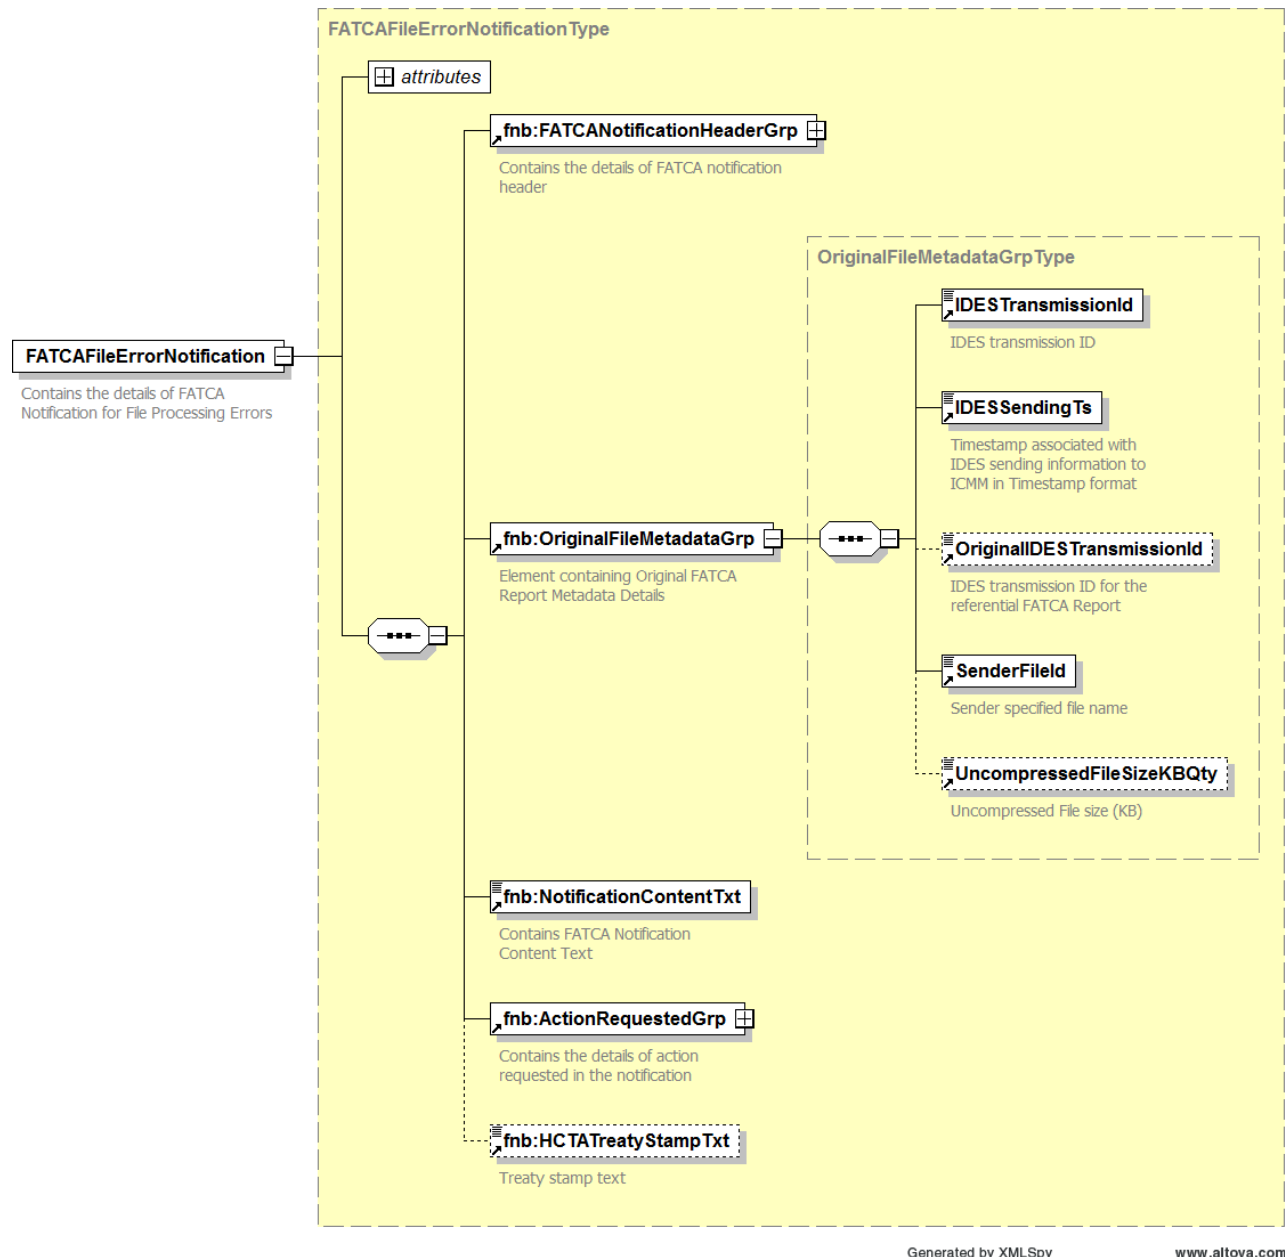 FATCAFileErrorNotificationType
attributes
fnb:FATCANotificationHeaderGrp
Contains the details of FATCA notification
header
OriginalFileMetadataGrpType
IDESTransmissionId
IDES transmission ID
FATCAFileErrorNotification
Contains the details of FATCA
Notification for File Processing Errors
IDESSendingTs
Timestamp associated with
IDES sending information to
ICMM in Timestamp format
fnb:OriginalFileMetadataGrp
Element containing Original FATCA
Report Metadata Details
OriginalIDESTransmissionId
IDES transmission ID for the
referential FATCA Report
SenderFileId
Sender specified file name
UncompressedFileSizeKBQty
Uncompressed File size (KB)
fnb:NotificationContentTxt
Contains FATCA Notification
Content Text
fnb:ActionRequestedGrp
Contains the details of action
requested in the notification
fnb:HCTATreatyStampTxt
Treaty stamp text
Generated by XMLSpy
www.altova.com